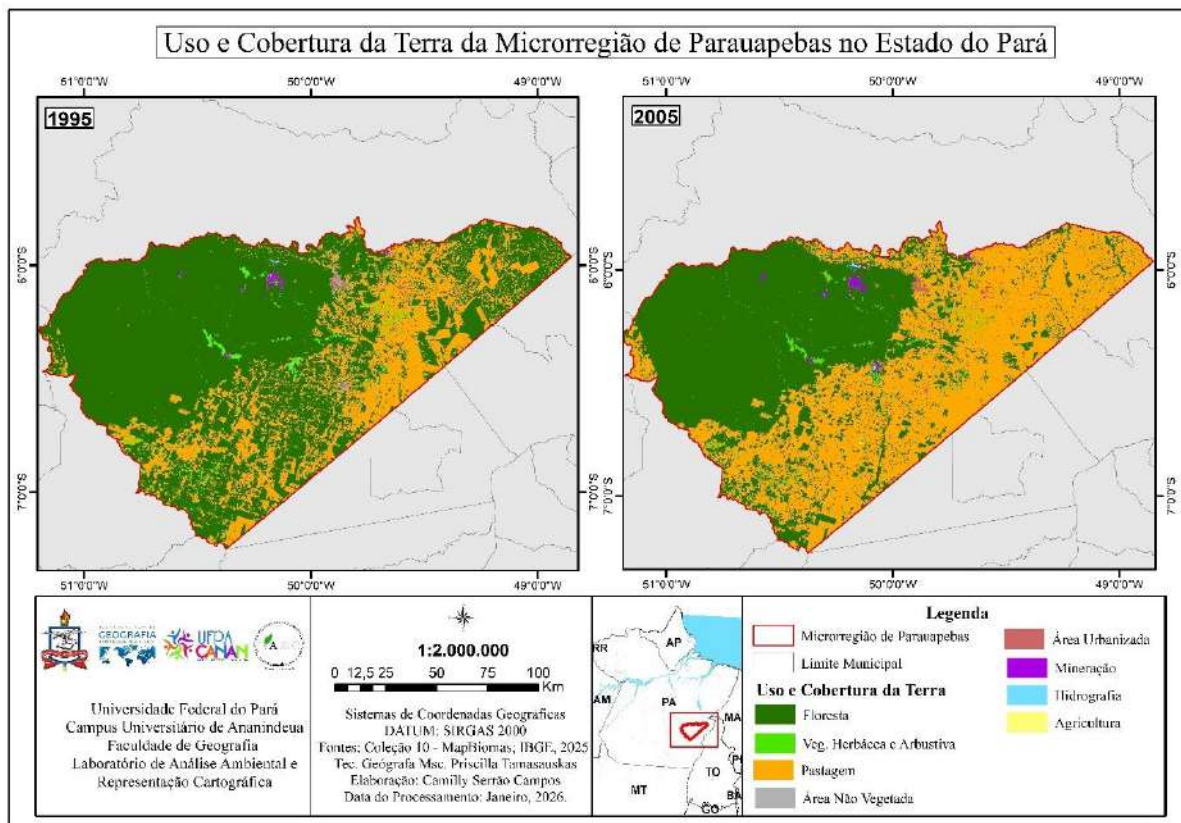 Uso e Cobertura da Terra da Microrregião de Parauapebas no Estado do Pará
51°0'0"W
50°0'0"W
49°0'0"W
51°0'0"W
50°0'0"W
49°0'0"W
1995
2005
6°0'0"S
6°0'0"S
6°0'0"S
7°0'0"S
7°0'0"S
7°0'0"S
51°0'0"W
50°0'0"W
49°0'0"W
51°0'0"W
50°0'0"W
49°0'0"W
GEOGRAFIA
UFPA
CANAN
Universidade Federal do Pará
Campus Universitário de Ananindeua
Faculdade de Geografia
Laboratório de Análise Ambiental e
Representação Cartográfica
1:2.000.000
0 12,5 25 50 75 100
Km
Sistemas de Coordenadas Geográficas
DATUM: SIRGAS 2000
Fontes: Coleção 10 - MapBiomas; IBGE, 2025
Tec. Geógrafa Msc. Priscilla Tamasauskas
Elaboração: Camilly Serrão Campos
Data do Processamento: Janeiro, 2026.
RR
AP
AM
PA
MA
TO
MT
BA
GO
Legenda
Microrregião de Parauapebas
Limite Municipal
Uso e Cobertura da Terra
Floresta
Veg. Herbácea e Arbustiva
Pastagem
Área Não Vegetada
Área Urbanizada
Mineração
Hidrografia
Agricultura